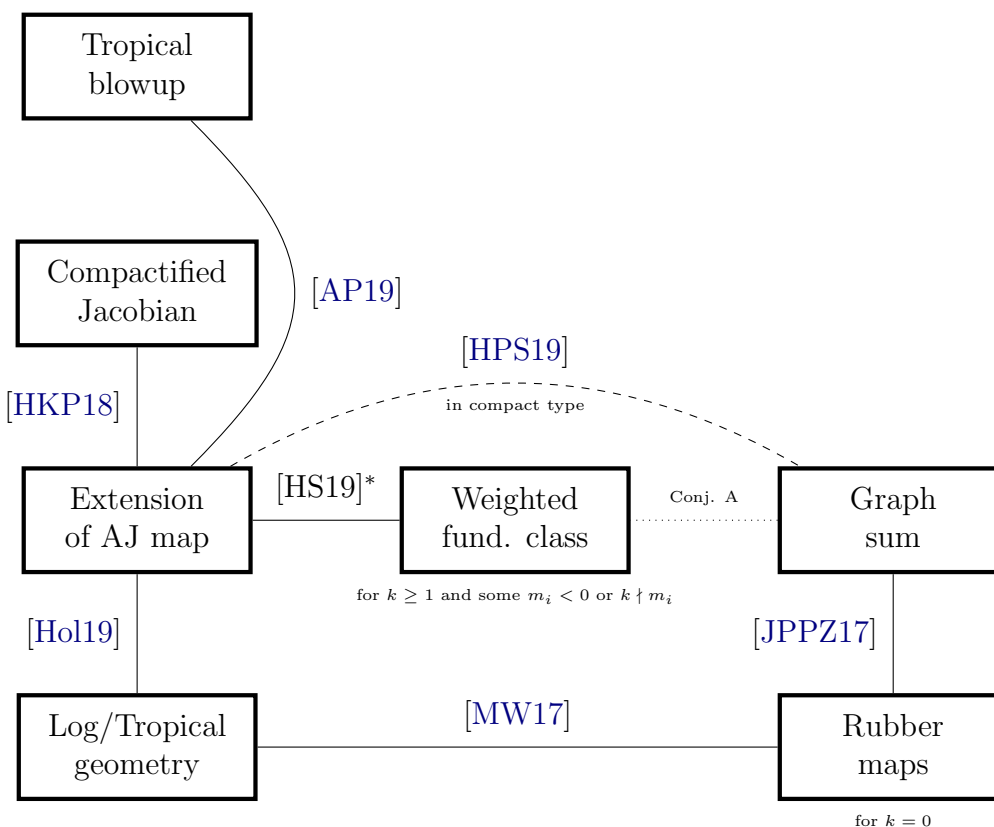 Tropical
blowup
Compactified
Jacobian
[AP19]
[HPS19]
in compact type
[HKP18]
Extension
of AJ map
[HS19]*
Weighted
fund. class
Conj. A
Graph
sum
for k ≥ 1 and some m_i < 0 or k ∤ m_i
[Hol19]
[JPPZ17]
Log/Tropical
geometry
[MW17]
Rubber
maps
for k = 0